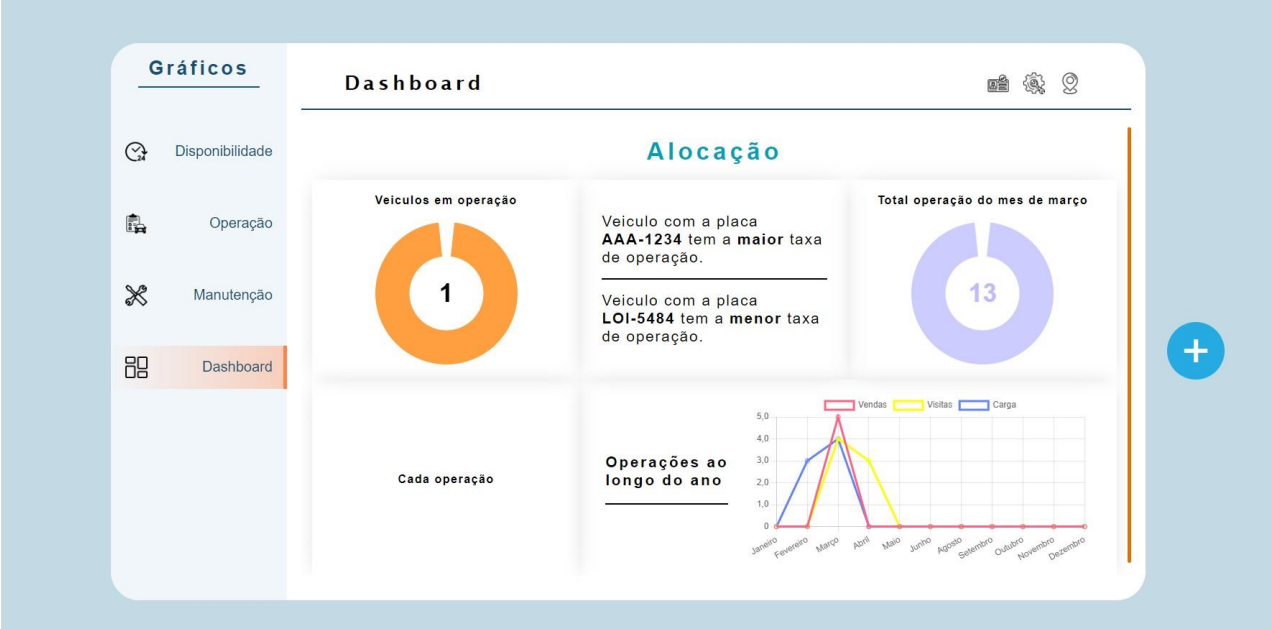 Gráficos
Dashboard
Disponibilidade
24
Operação
Manutenção
Dashboard
Alocação
Veiculos em operação
1
Veiculo com a placa
AAA-1234 tem a maior taxa
de operação.
Veiculo com a placa
LOI-5484 tem a menor taxa
de operação.
Total operação do mes de março
13
Cada operação
Operações ao
longo do ano
Vendas Visitas Carga
5,0
4,0
3,0
2,0
1,0
0
Janeiro Fevereiro Março Abril Maio Junho Agosto Setembro Outubro Novembro Dezembro
+